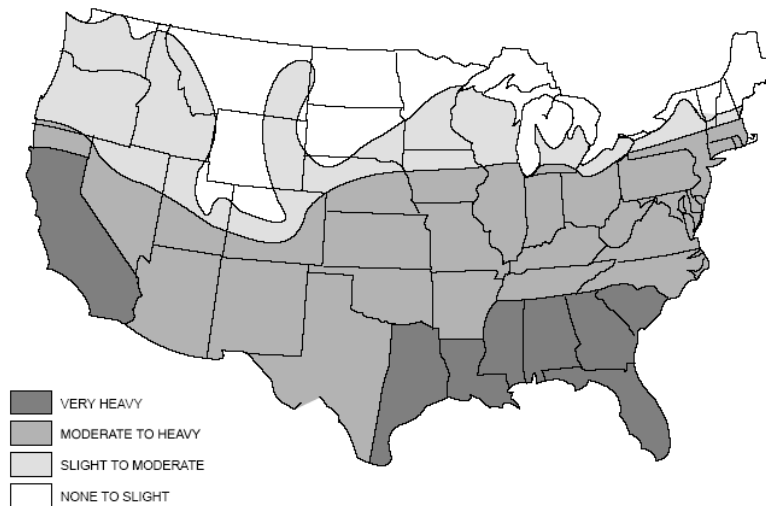 VERY HEAVY
MODERATE TO HEAVY
SLIGHT TO MODERATE
NONE TO SLIGHT